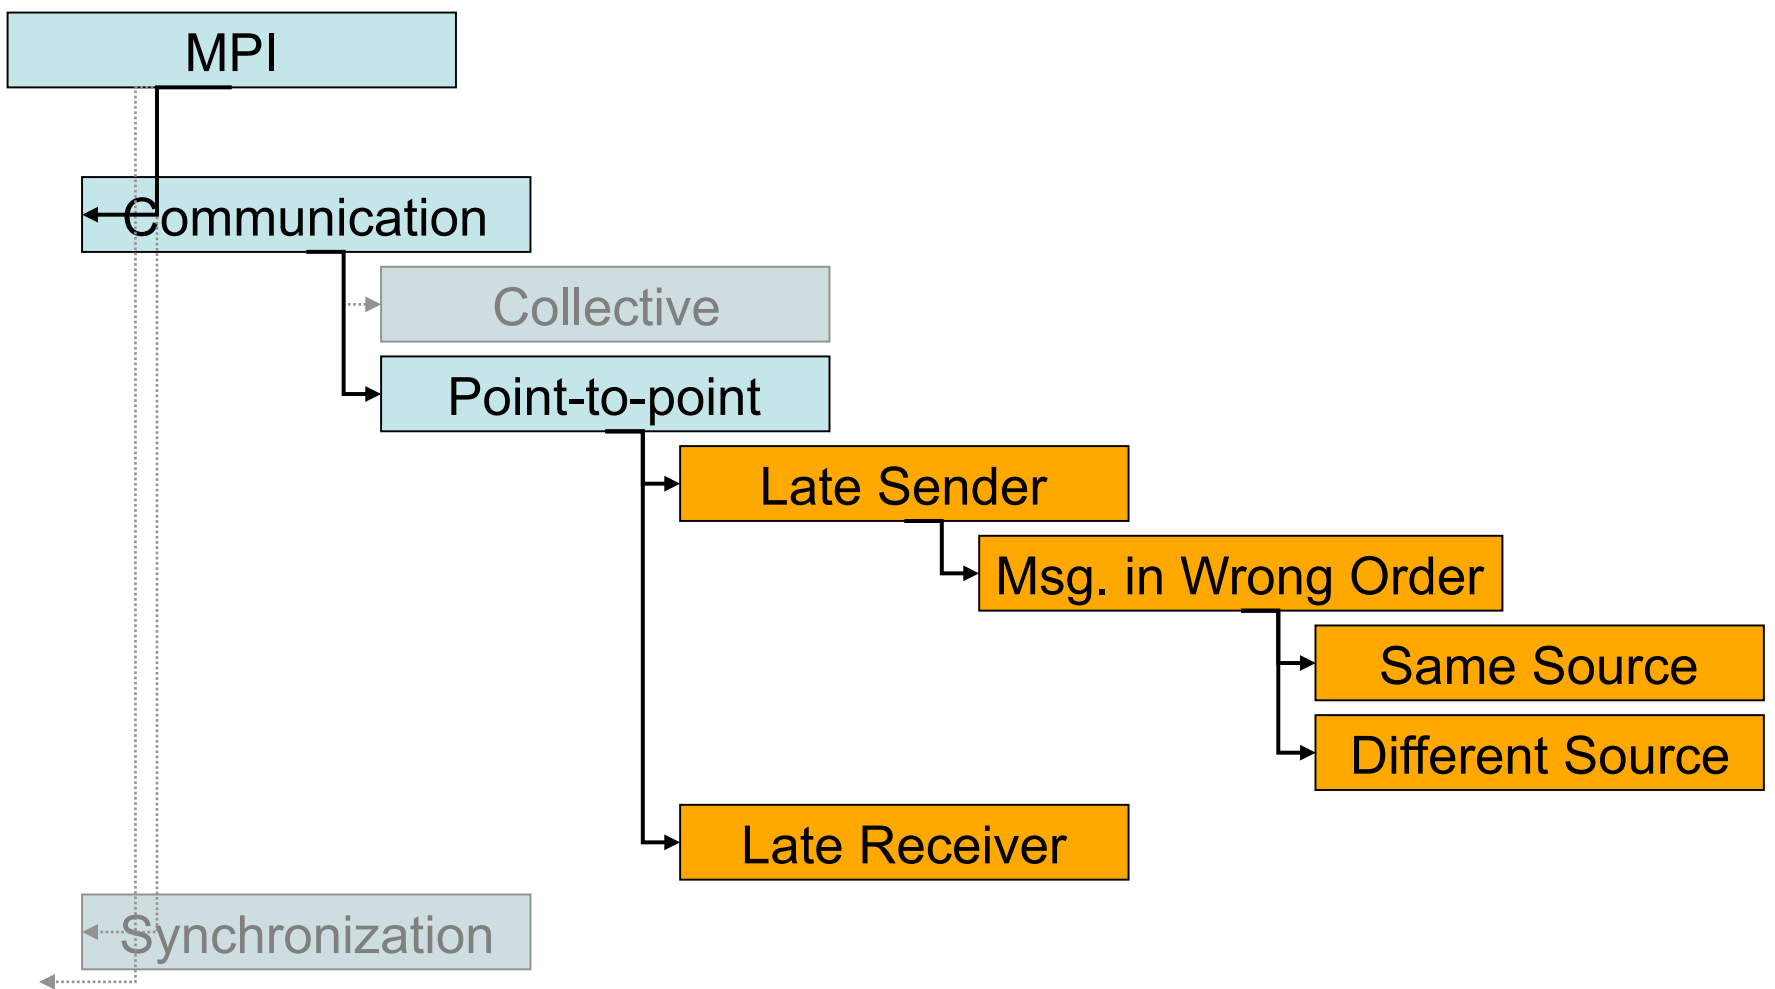 MPI
Communication
Collective
Point-to-point
Late Sender
Msg. in Wrong Order
Same Source
Different Source
Late Receiver
Synchronization